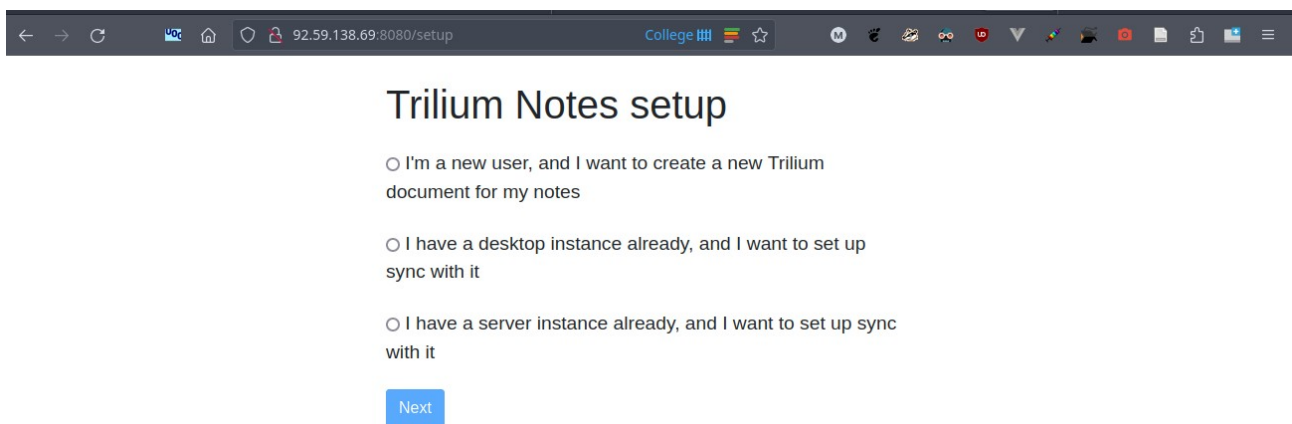 92.59.138.69:8080/setup College
Trilium Notes setup
I'm a new user, and I want to create a new Trilium
document for my notes
I have a desktop instance already, and I want to set up
sync with it
I have a server instance already, and I want to set up sync
with it
Next